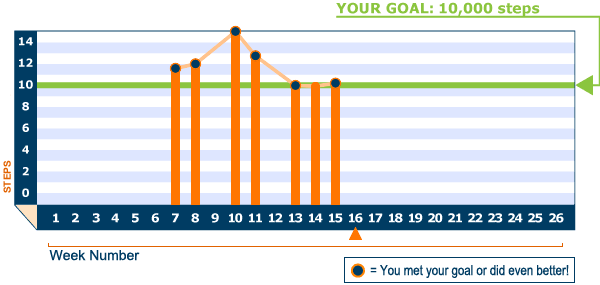 YOUR GOAL: 10,000 steps
14
12
10
8
6
4
2
0
STEPS
1 2 3 4 5 6 7 8 9 10 11 12 13 14 15 16 17 18 19 20 21 22 23 24 25 26
Week Number
= You met your goal or did even better!